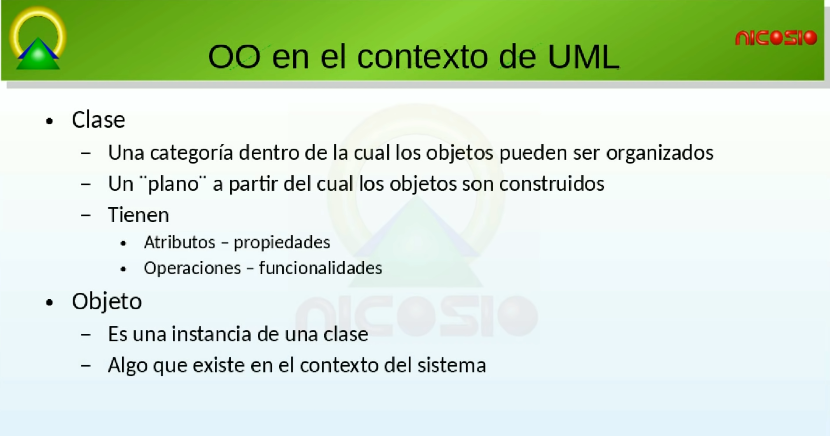 NICOSIO
OO en el contexto de UML
• Clase
– Una categoría dentro de la cual los objetos pueden ser organizados
– Un ¨plano¨ a partir del cual los objetos son construidos
– Tienen
• Atributos – propiedades
• Operaciones – funcionalidades
• Objeto
– Es una instancia de una clase
– Algo que existe en el contexto del sistema
NICOSIO